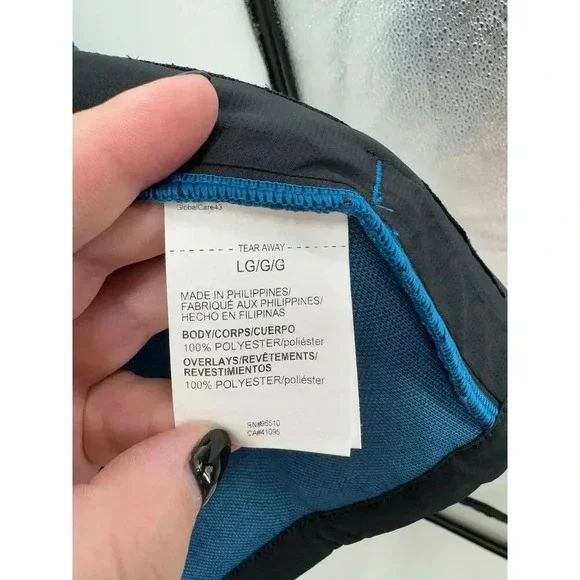 GlobalCare43
TEAR AWAY
LG/G/G
MADE IN PHILIPPINES/
FABRIQUÉ AUX PHILIPPINES/
HECHO EN FILIPINAS
BODY/CORPS/CUERPO
100% POLYESTER/poliéster
OVERLAYS/REVÊTEMENTS/
REVESTIMIENTOS
100% POLYESTER/poliéster
RN#96510
CA#41095